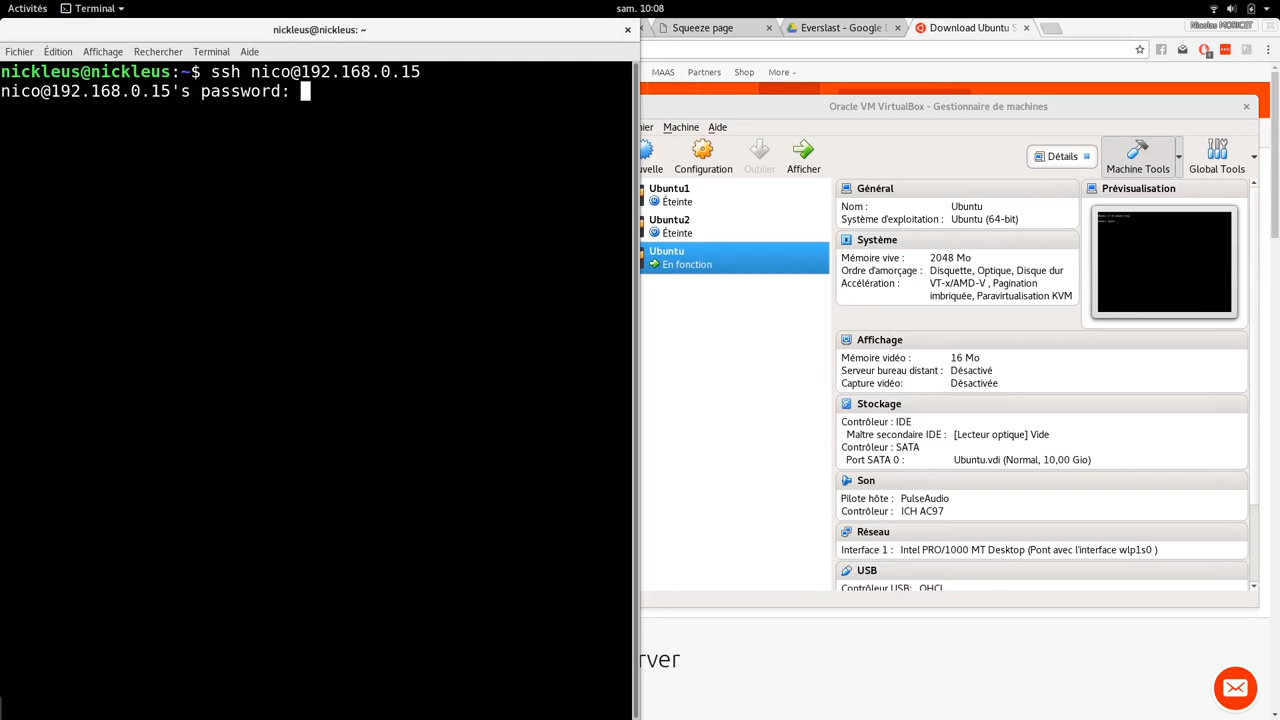 Activités
Terminal
sam. 10:08
nickleus@nickleus: ~
Fichier Édition Affichage Rechercher Terminal Aide
nickleus@nickleus:~$ ssh nico@192.168.0.15
nico@192.168.0.15's password:
Squeeze page
Everslast - Google D
Download Ubuntu S
Nicolas MORICET
MAAS Partners Shop More
Oracle VM VirtualBox - Gestionnaire de machines
hier Machine Aide
velle Configuration Oublier Afficher
Détails
Machine Tools
Global Tools
Ubuntu1
Éteinte
Ubuntu2
Éteinte
Ubuntu
En fonction
Général
Nom : Ubuntu
Système d'exploitation : Ubuntu (64-bit)
Système
Mémoire vive : 2048 Mo
Ordre d'amorçage : Disquette, Optique, Disque dur
Accélération : VT-x/AMD-V , Pagination
imbriquée, Paravirtualisation KVM
Prévisualisation
Affichage
Mémoire vidéo : 16 Mo
Serveur bureau distant : Désactivé
Capture vidéo: Désactivée
Stockage
Contrôleur : IDE
Maître secondaire IDE : [Lecteur optique] Vide
Contrôleur : SATA
Port SATA 0 : Ubuntu.vdi (Normal, 10,00 Gio)
Son
Pilote hôte : PulseAudio
Contrôleur : ICH AC97
Réseau
Interface 1 : Intel PRO/1000 MT Desktop (Pont avec l'interface wlp1s0 )
USB
Contrôleur USB: OHCI
rver